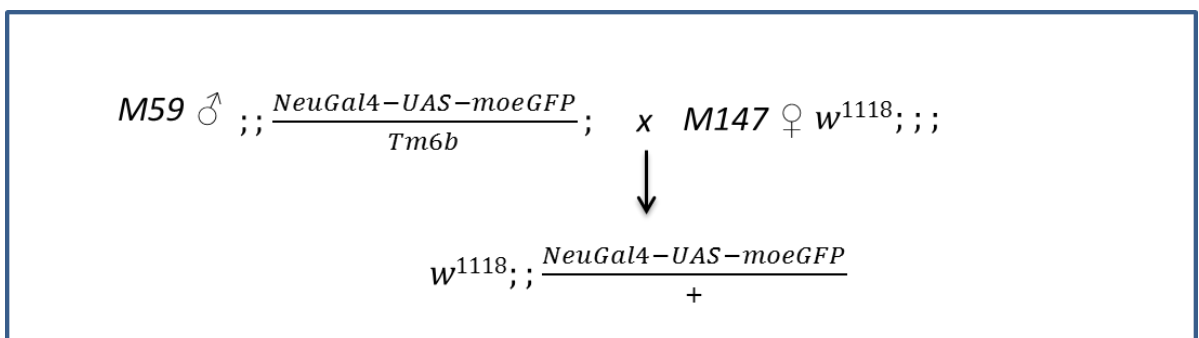 M59 ♂ ;; NeuGal4−UAS−moeGFP / Tm6b ; x M147 ♀ w¹¹¹⁸; ; ;
w¹¹¹⁸; ; NeuGal4−UAS−moeGFP / +